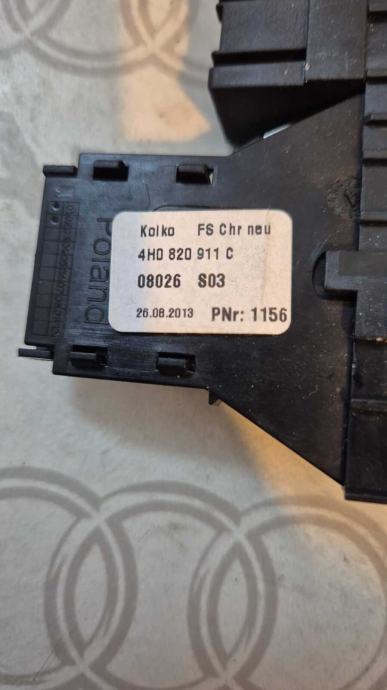 Kolko FS Chr neu
4H0 820 911 C
08026 S03
26.08.2013 PNr: 1156
Poland